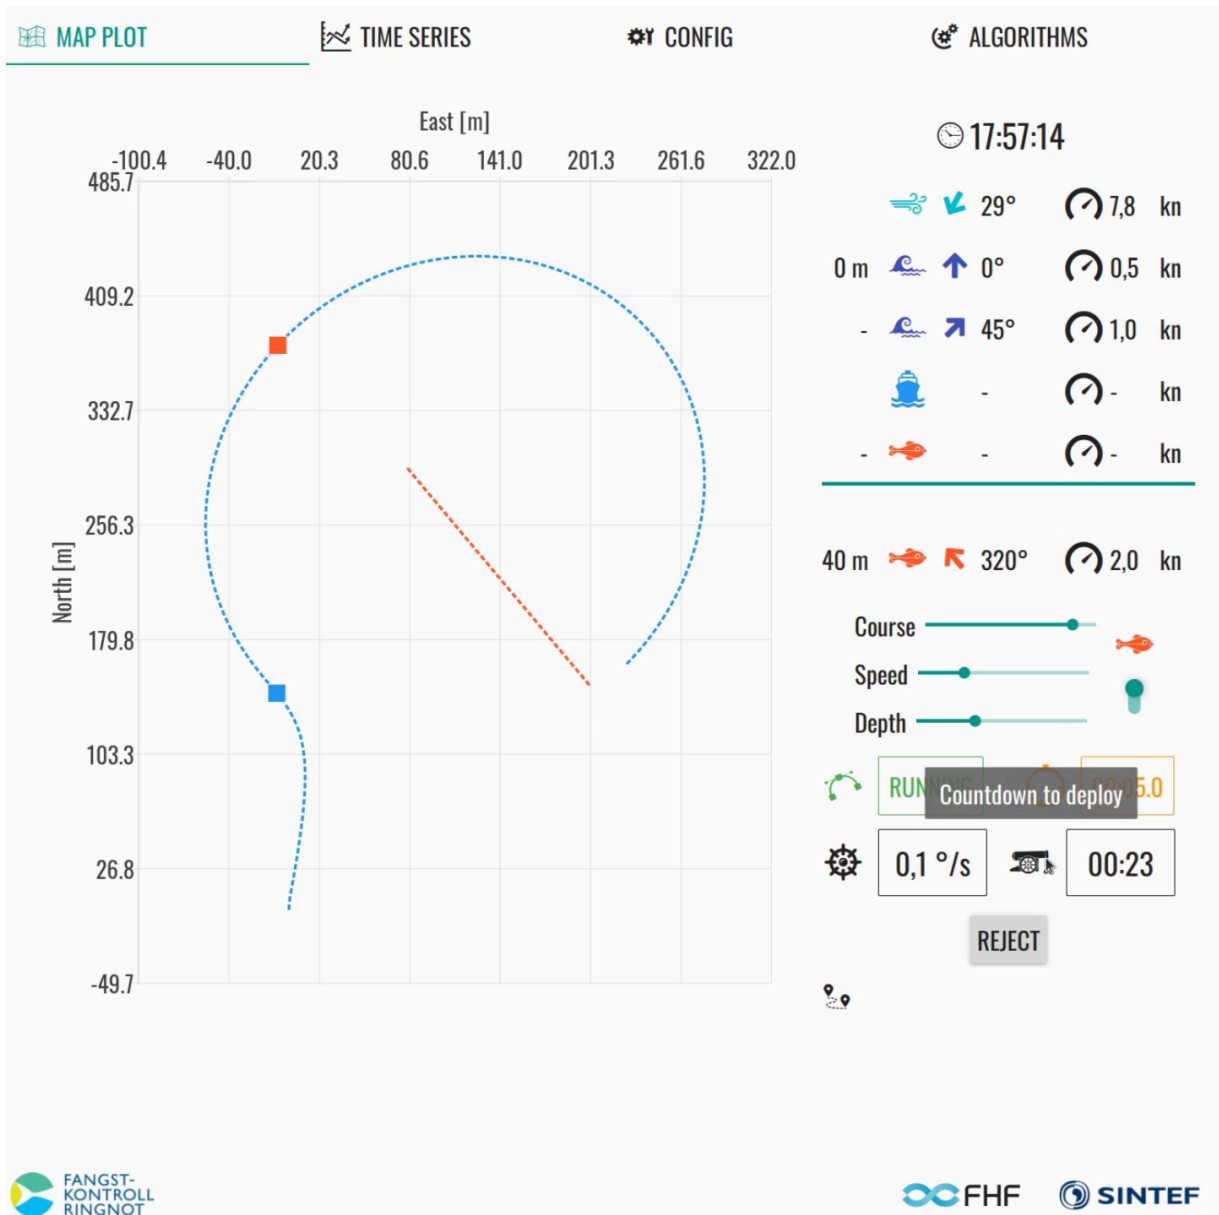 MAP PLOT TIME SERIES CONFIG ALGORITHMS
East [m]
-100.4 -40.0 20.3 80.6 141.0 201.3 261.6 322.0
485.7
409.2
332.7
256.3
179.8
103.3
26.8
-49.7
North [m]
17:57:14
29° 7,8 kn
0 m 0° 0,5 kn
- 45° 1,0 kn
- - kn
- - - kn
40 m 320° 2,0 kn
Course
Speed
Depth
Countdown to deploy
0,1 °/s 00:23
REJECT
FANGST-
KONTROLL
RINGNOT
FHF SINTEF